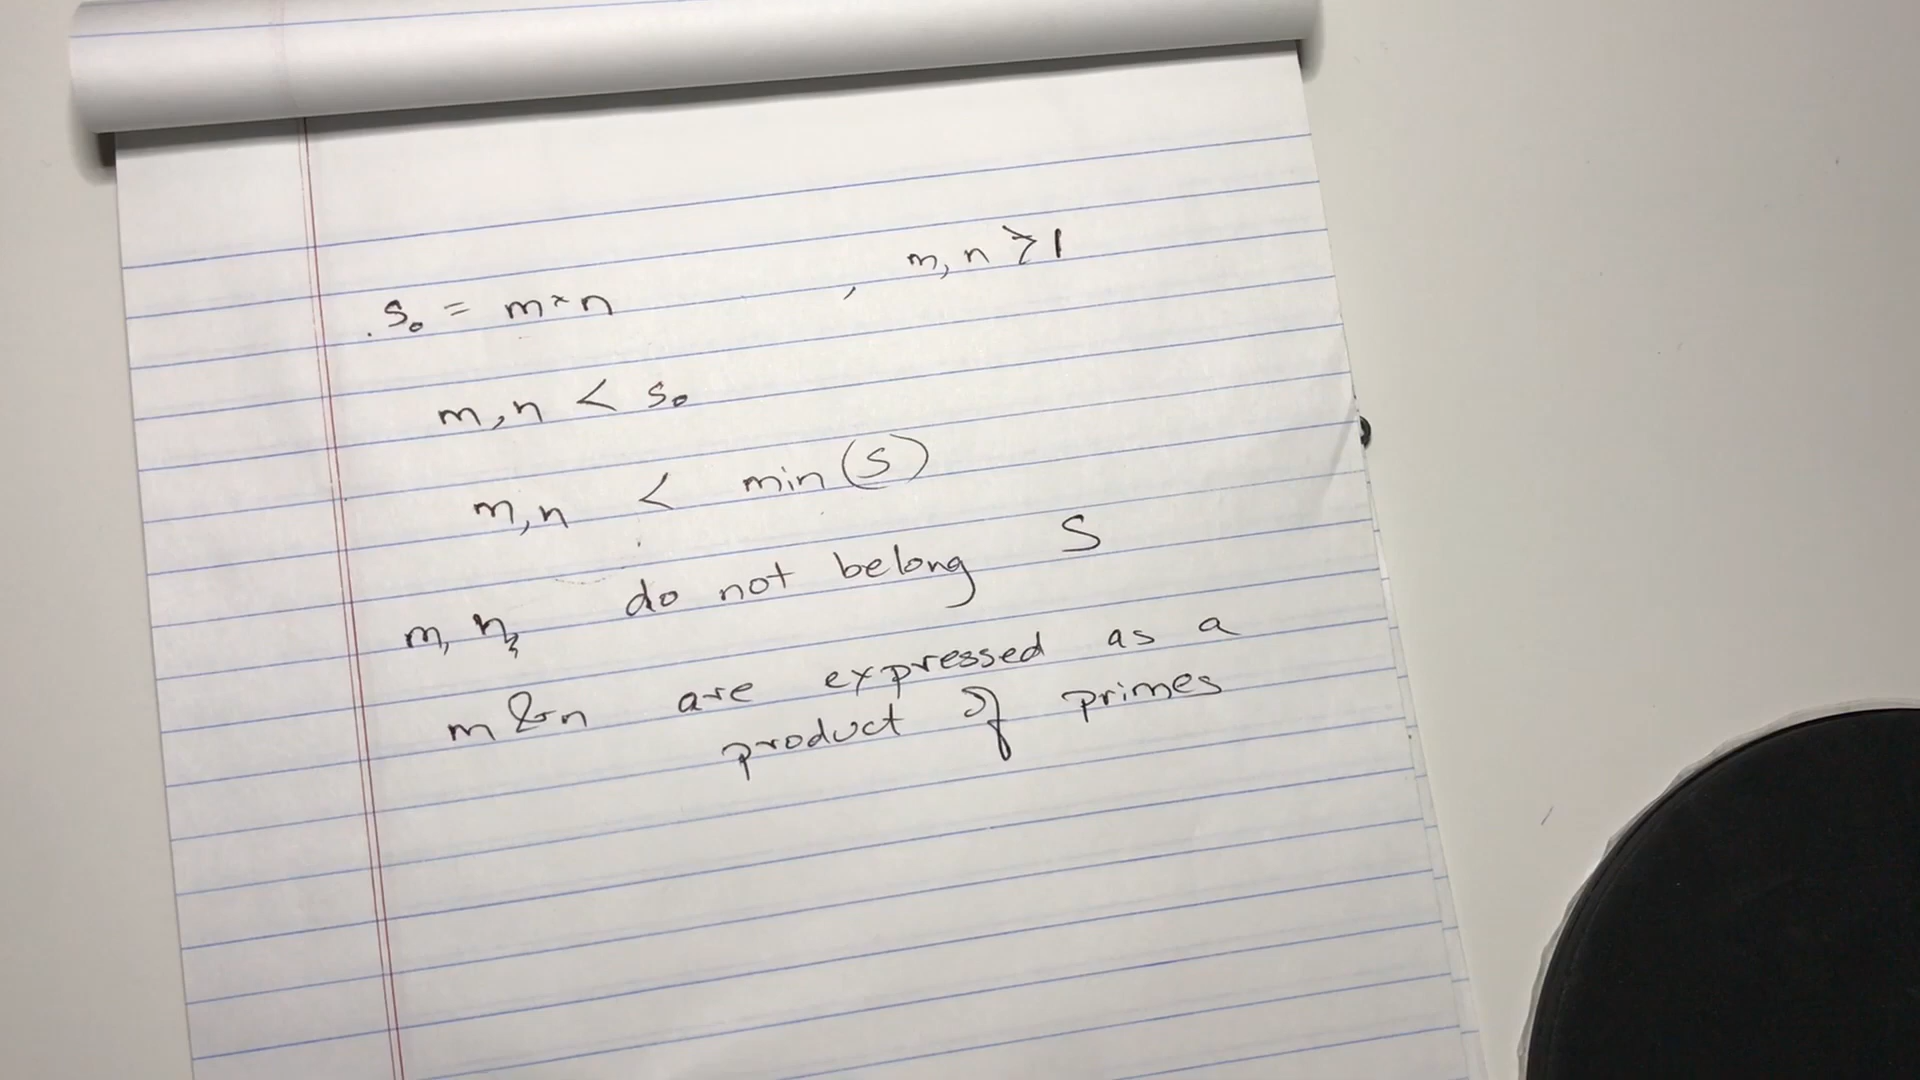 S₀ = m × n , m, n > 1
m, n < S₀
m, n < min (S)
m, n, do not belong S
m & n are expressed as a
product of primes